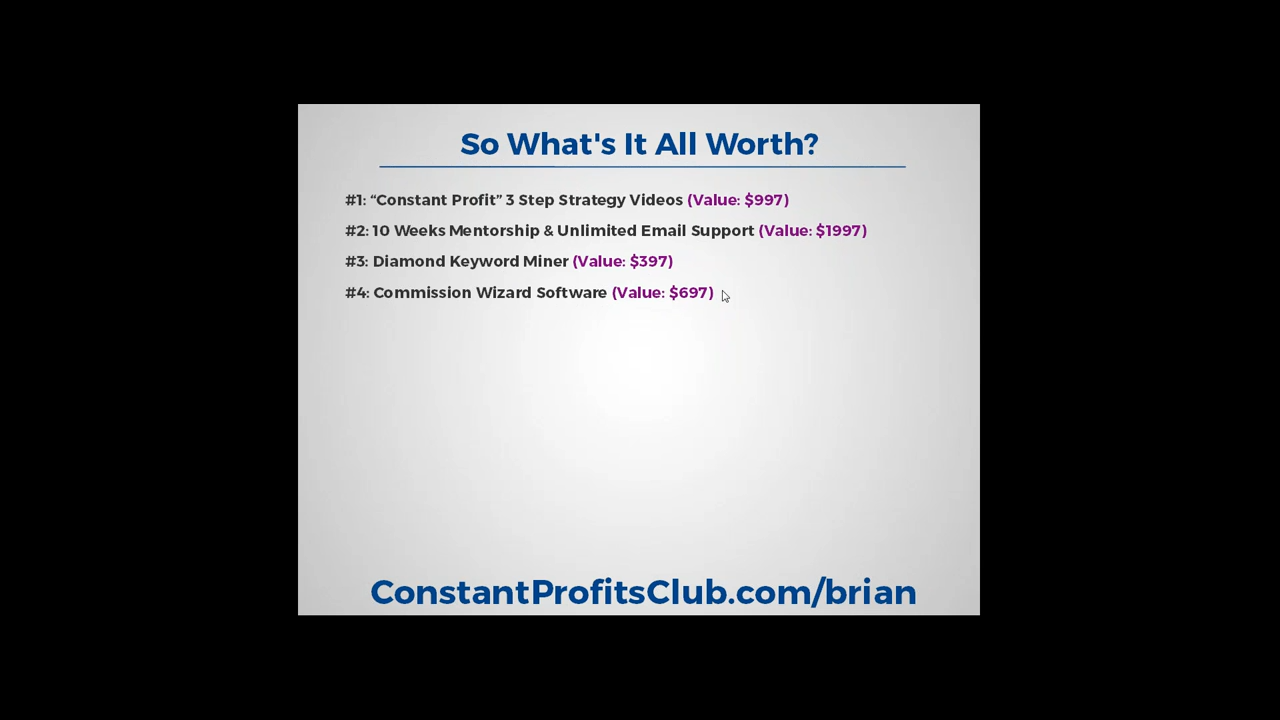 So What's It All Worth?
#1: “Constant Profit” 3 Step Strategy Videos (Value: $997)
#2: 10 Weeks Mentorship & Unlimited Email Support (Value: $1997)
#3: Diamond Keyword Miner (Value: $397)
#4: Commission Wizard Software (Value: $697)
ConstantProfitsClub.com/brian